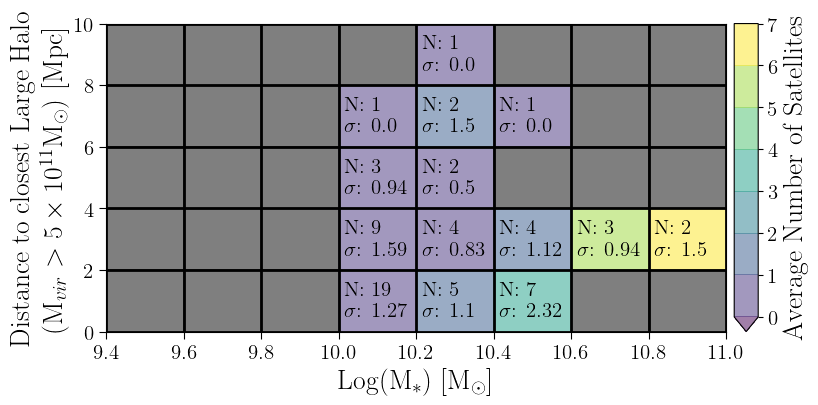 Distance to closest Large Halo
(M_{vir} > 5 × 10^{11}M_⊙) [Mpc]
10
8
6
4
2
0
N: 1
σ: 0.0
N: 1
σ: 0.0
N: 2
σ: 1.5
N: 1
σ: 0.0
N: 3
σ: 0.94
N: 2
σ: 0.5
N: 9
σ: 1.59
N: 4
σ: 0.83
N: 4
σ: 1.12
N: 3
σ: 0.94
N: 2
σ: 1.5
N: 19
σ: 1.27
N: 5
σ: 1.1
N: 7
σ: 2.32
9.4 9.6 9.8 10.0 10.2 10.4 10.6 10.8 11.0
Log(M_*) [M_⊙]
7
6
5
4
3
2
1
0
Average Number of Satellites